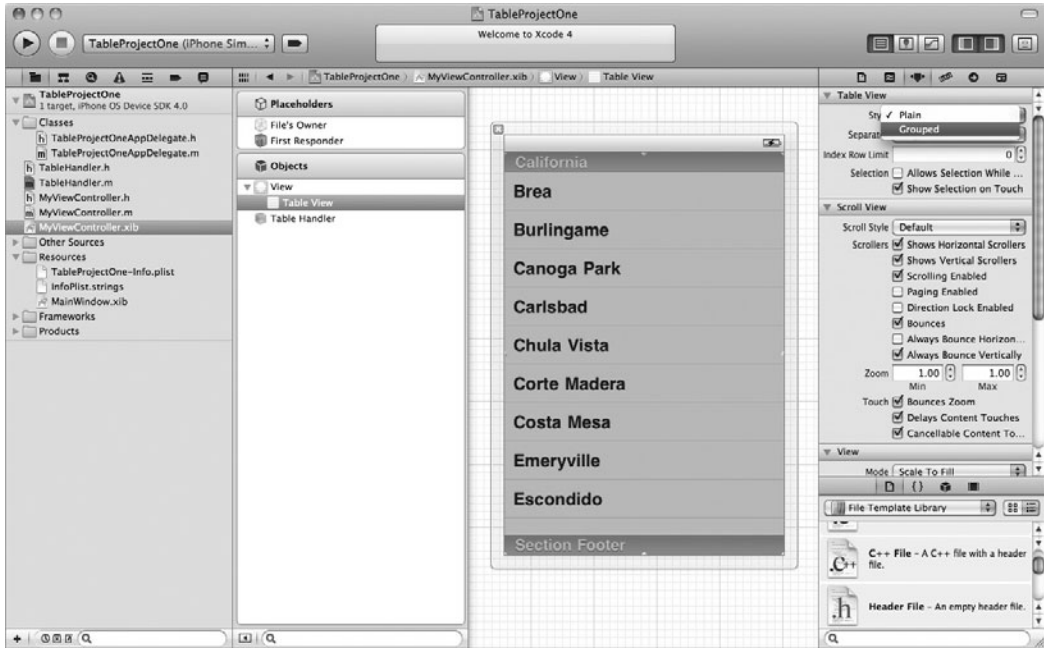 TableProjectOne
TableProjectOne (iPhone Sim...
Welcome to Xcode 4
TableProjectOne
MyViewController.xib
View
Table View
TableProjectOne
1 target, iPhone OS Device SDK 4.0
Classes
TableProjectOneAppDelegate.h
TableProjectOneAppDelegate.m
TableHandler.h
TableHandler.m
MyViewController.h
MyViewController.m
MyViewController.xib
Other Sources
Resources
TableProjectOne-Info.plist
InfoPlist.strings
MainWindow.xib
Frameworks
Products
Placeholders
File's Owner
First Responder
Objects
View
Table View
Table Handler
California
Brea
Burlingame
Canoga Park
Carlsbad
Chula Vista
Corte Madera
Costa Mesa
Emeryville
Escondido
Section Footer
Table View
Sty ✓ Plain
Grouped
Separat
Index Row Limit 0
Selection Allows Selection While ...
Show Selection on Touch
Scroll View
Scroll Style Default
Scrollers Shows Horizontal Scrollers
Shows Vertical Scrollers
Scrolling Enabled
Paging Enabled
Direction Lock Enabled
Bounces
Always Bounce Horizon...
Always Bounce Vertically
Zoom 1.00 1.00
Min Max
Touch Bounces Zoom
Delays Content Touches
Cancellable Content To...
View
Mode Scale To Fill
{}
File Template Library
.C++
C++ File - A C++ file with a header
file.
.h
Header File - An empty header file.